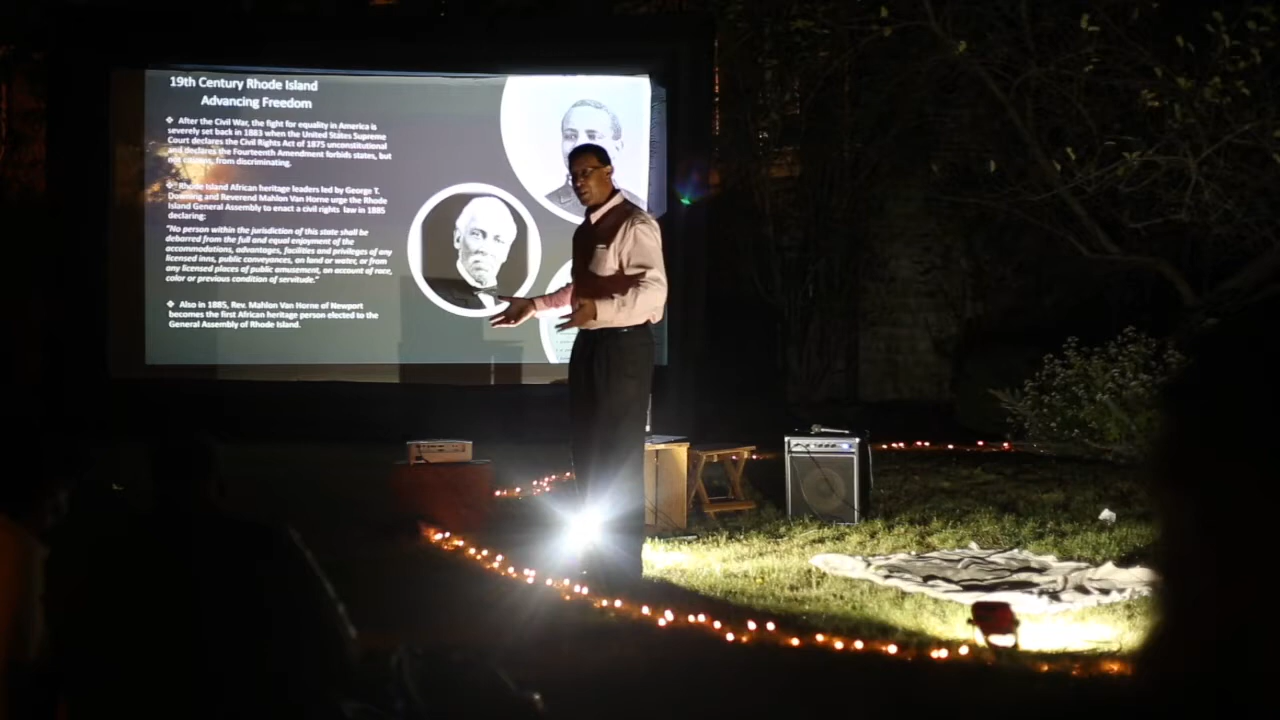 19th Century Rhode Island
Advancing Freedom
❖ After the Civil War, the fight for equality in America is
severely set back in 1883 when the United States Supreme
Court declares the Civil Rights Act of 1875 unconstitutional
and declares the Fourteenth Amendment forbids states, but
not citizens, from discriminating.
❖ Rhode Island African heritage leaders led by George T.
Downing and Reverend Mahlon Van Horne urge the Rhode
Island General Assembly to enact a civil rights law in 1885
declaring:
"No person within the jurisdiction of this state shall be
debarred from the full and equal enjoyment of the
accommodations, advantages, facilities and privileges of any
licensed inns, public conveyances, on land or water, or from
any licensed places of public amusement, on account of race,
color or previous condition of servitude."
❖ Also in 1885, Rev. Mahlon Van Horne of Newport
becomes the first African heritage person elected to the
General Assembly of Rhode Island.